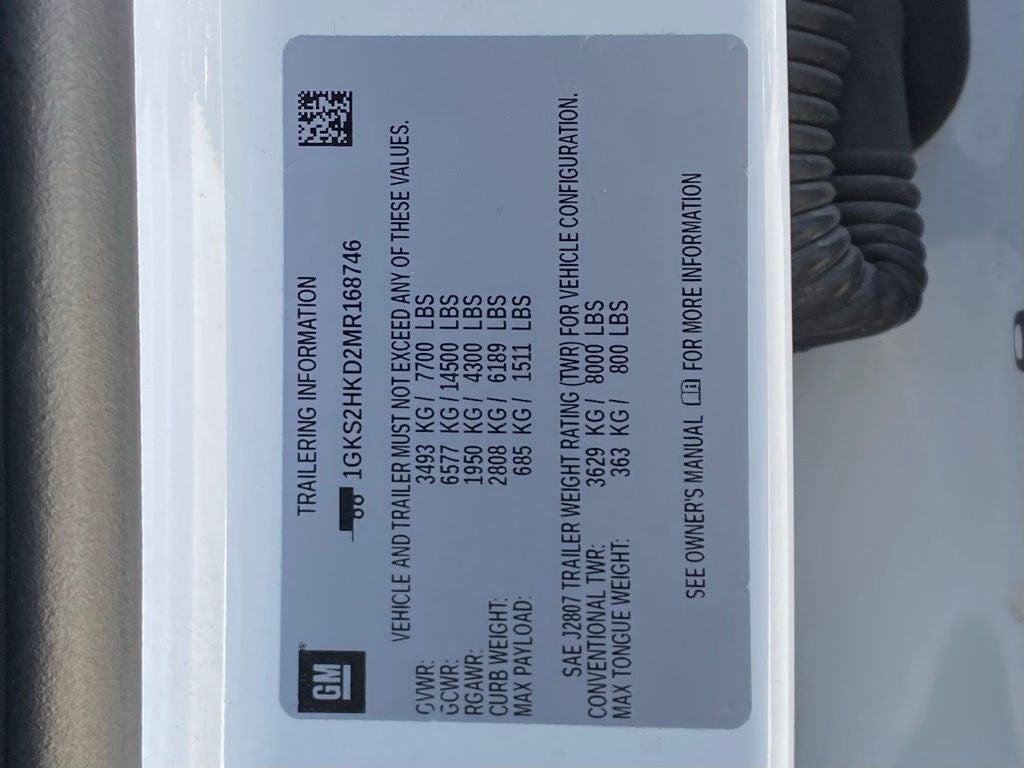 GM®
TRAILERING INFORMATION
1GKS2HKD2MR168746
VEHICLE AND TRAILER MUST NOT EXCEED ANY OF THESE VALUES.
GVWR: 3493 KG / 7700 LBS
GCWR: 6577 KG / 14500 LBS
RGAWR: 1950 KG / 4300 LBS
CURB WEIGHT: 2808 KG / 6189 LBS
MAX PAYLOAD: 685 KG / 1511 LBS
SAE J2807 TRAILER WEIGHT RATING (TWR) FOR VEHICLE CONFIGURATION.
CONVENTIONAL TWR: 3629 KG / 8000 LBS
MAX TONGUE WEIGHT: 363 KG / 800 LBS
SEE OWNER'S MANUAL FOR MORE INFORMATION